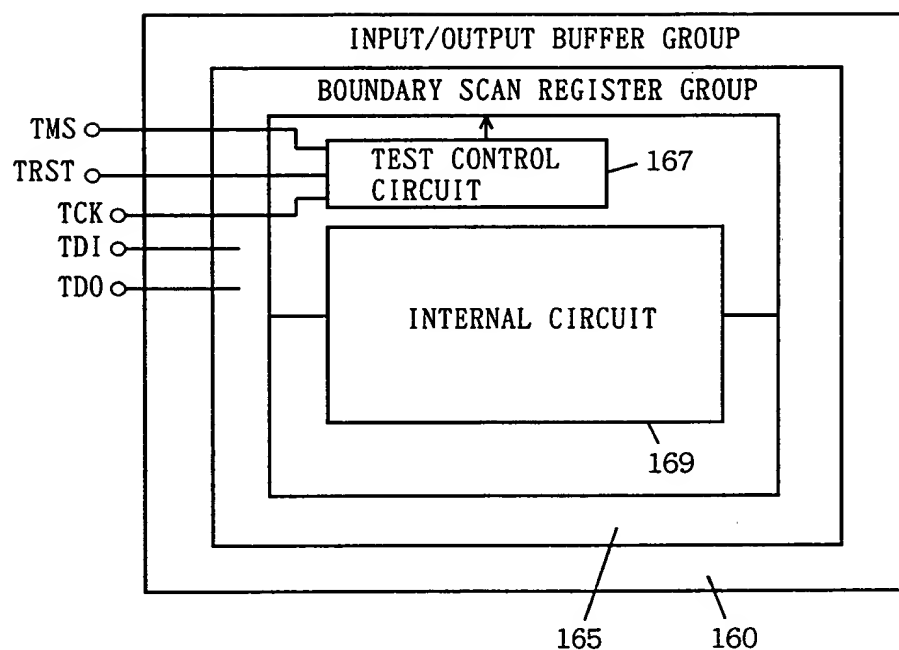 INPUT/OUTPUT BUFFER GROUP
BOUNDARY SCAN REGISTER GROUP
TMS
TRST
TCK
TDI
TDO
TEST CONTROL
CIRCUIT
167
INTERNAL CIRCUIT
169
165
160